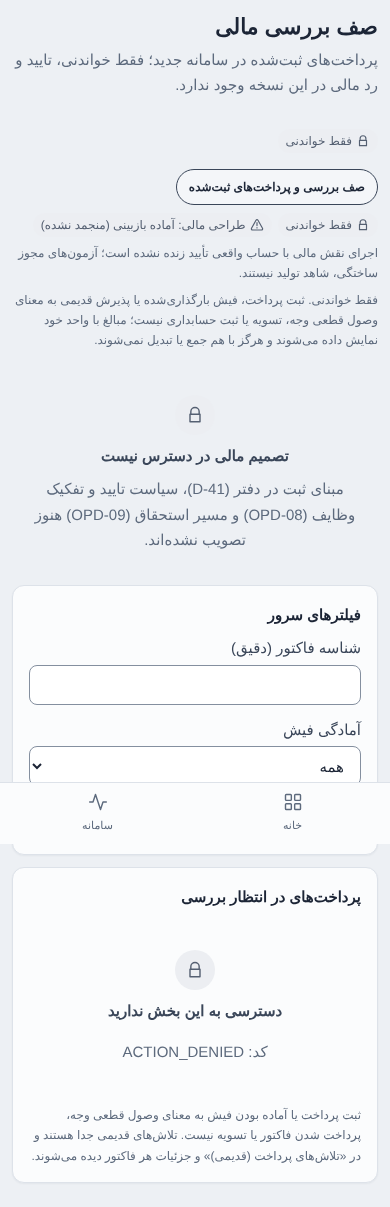 صف بررسی مالی
پرداخت‌های ثبت‌شده در سامانه جدید؛ فقط خواندنی، تایید و
رد مالی در این نسخه وجود ندارد.
فقط خواندنی
صف بررسی و پرداخت‌های ثبت‌شده
فقط خواندنی
طراحی مالی: آماده بازبینی (منجمد نشده)
اجرای نقش مالی با حساب واقعی تأیید زنده نشده است؛ آزمون‌های مجوز
ساختگی، شاهد تولید نیستند.
فقط خواندنی. ثبت پرداخت، فیش بارگذاری‌شده یا پذیرش قدیمی به معنای
وصول قطعی وجه، تسویه یا ثبت حسابداری نیست؛ مبالغ با واحد خود
نمایش داده می‌شوند و هرگز با هم جمع یا تبدیل نمی‌شوند.
تصمیم مالی در دسترس نیست
مبنای ثبت در دفتر (D-41)، سیاست تایید و تفکیک
وظایف (OPD-08) و مسیر استحقاق (OPD-09) هنوز
تصویب نشده‌اند.
فیلترهای سرور
شناسه فاکتور (دقیق)
آمادگی فیش
همه
خانه
سامانه
پرداخت‌های در انتظار بررسی
دسترسی به این بخش ندارید
کد: ACTION_DENIED
ثبت پرداخت یا آماده بودن فیش به معنای وصول قطعی وجه،
پرداخت شدن فاکتور یا تسویه نیست. تلاش‌های قدیمی جدا هستند و
در «تلاش‌های پرداخت (قدیمی)» و جزئیات هر فاکتور دیده می‌شوند.